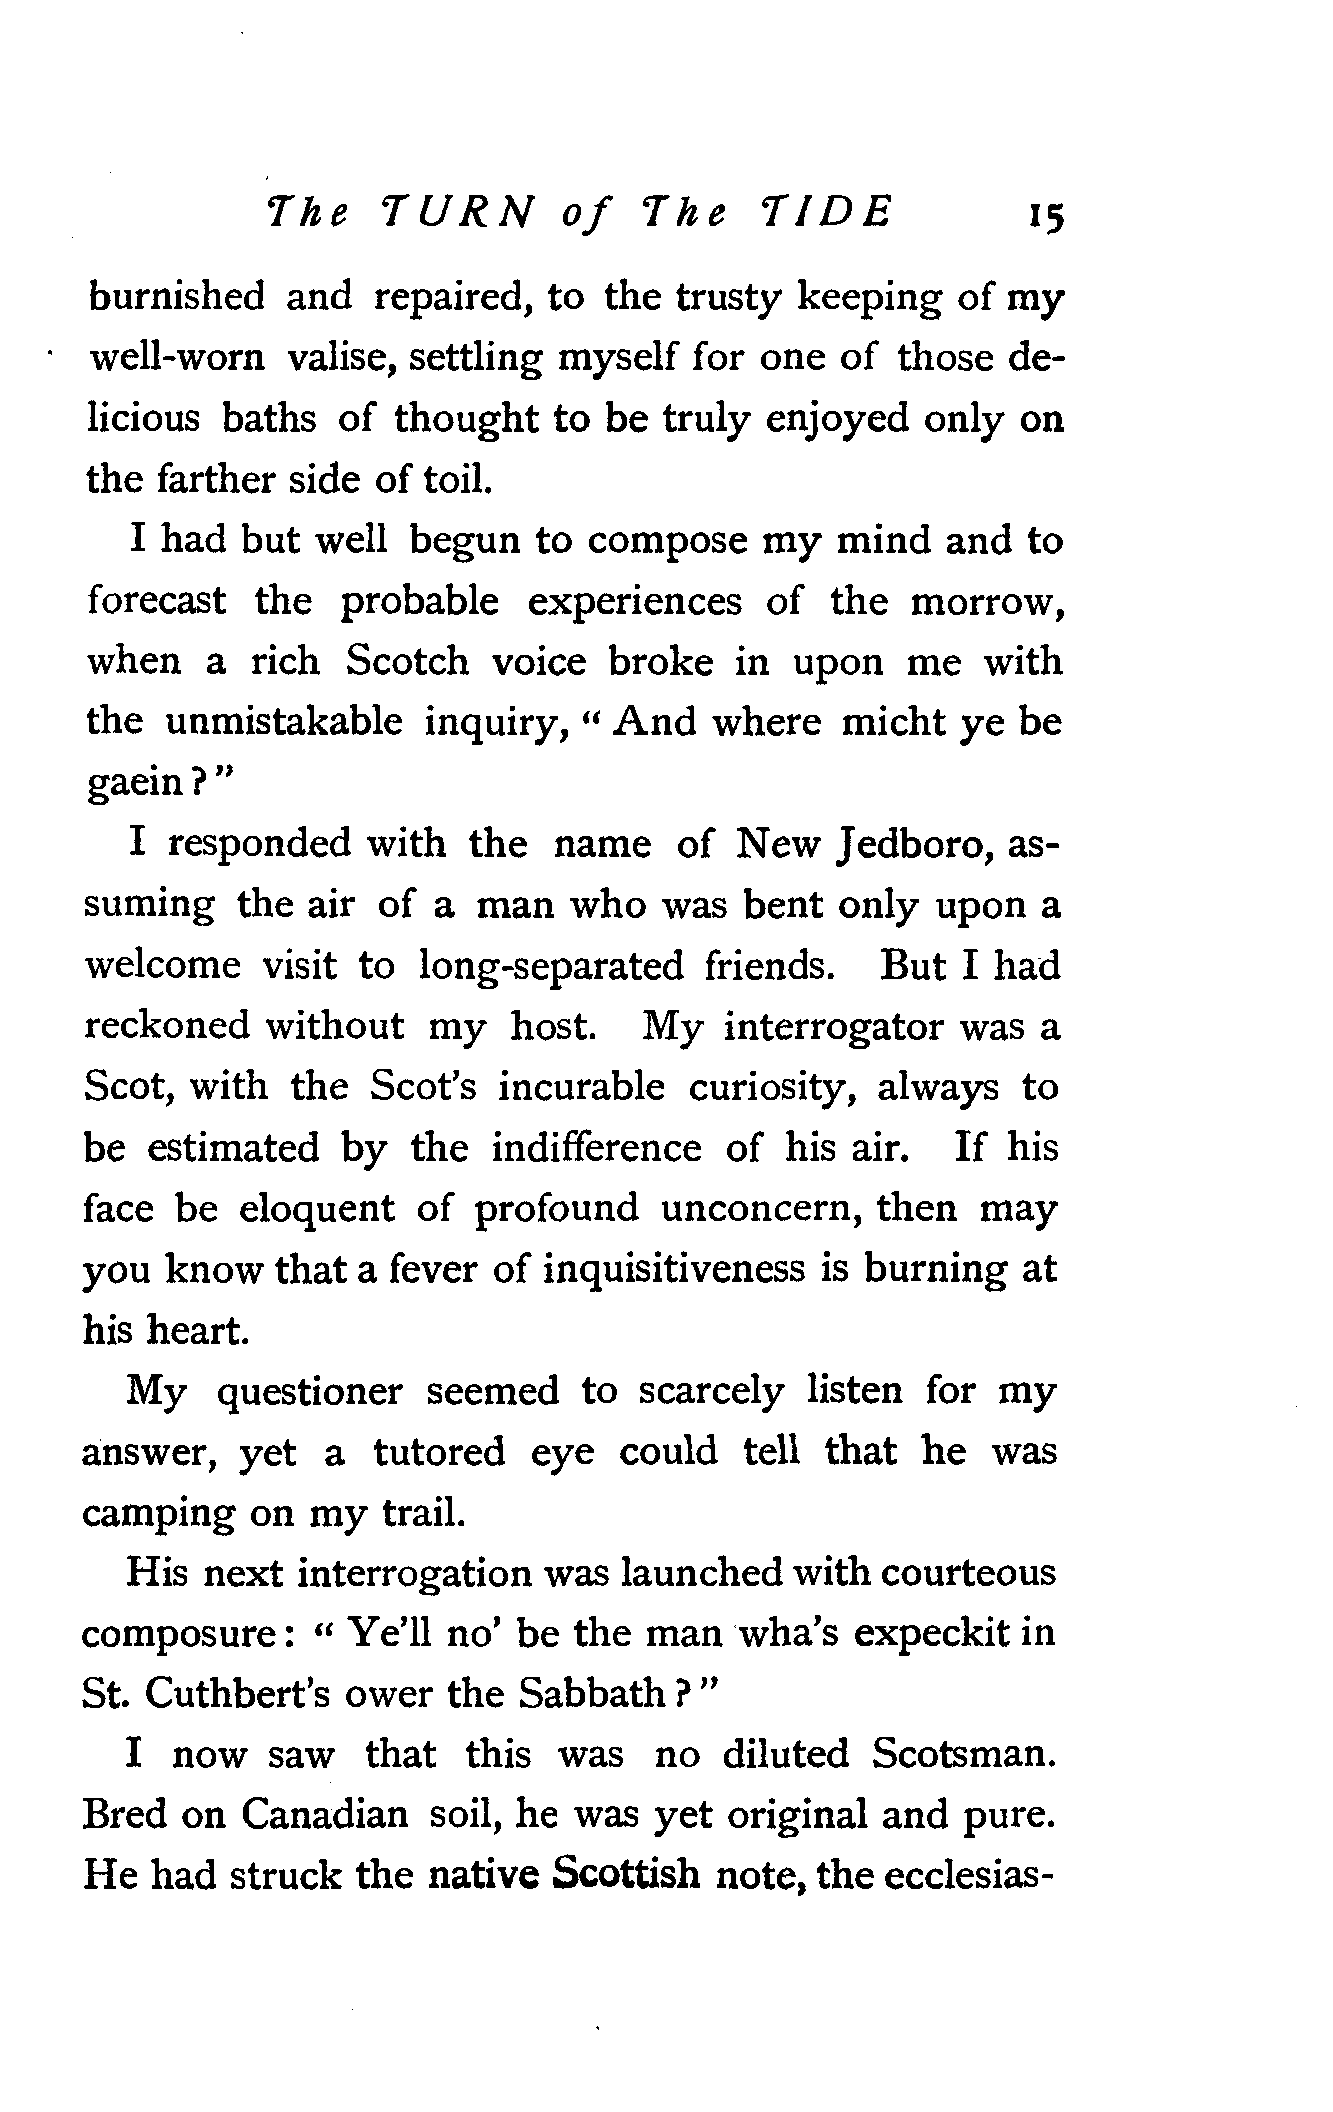 The TURN of The TIDE 15
burnished and repaired, to the trusty keeping of my
well-worn valise, settling myself for one of those de-
licious baths of thought to be truly enjoyed only on
the farther side of toil.
I had but well begun to compose my mind and to
forecast the probable experiences of the morrow,
when a rich Scotch voice broke in upon me with
the unmistakable inquiry, " And where micht ye be
gaein ? "
I responded with the name of New Jedboro, as-
suming the air of a man who was bent only upon a
welcome visit to long-separated friends. But I had
reckoned without my host. My interrogator was a
Scot, with the Scot's incurable curiosity, always to
be estimated by the indifference of his air. If his
face be eloquent of profound unconcern, then may
you know that a fever of inquisitiveness is burning at
his heart.
My questioner seemed to scarcely listen for my
answer, yet a tutored eye could tell that he was
camping on my trail.
His next interrogation was launched with courteous
composure : " Ye'll no' be the man wha's expeckit in
St. Cuthbert's ower the Sabbath ? "
I now saw that this was no diluted Scotsman.
Bred on Canadian soil, he was yet original and pure.
He had struck the native Scottish note, the ecclesias-